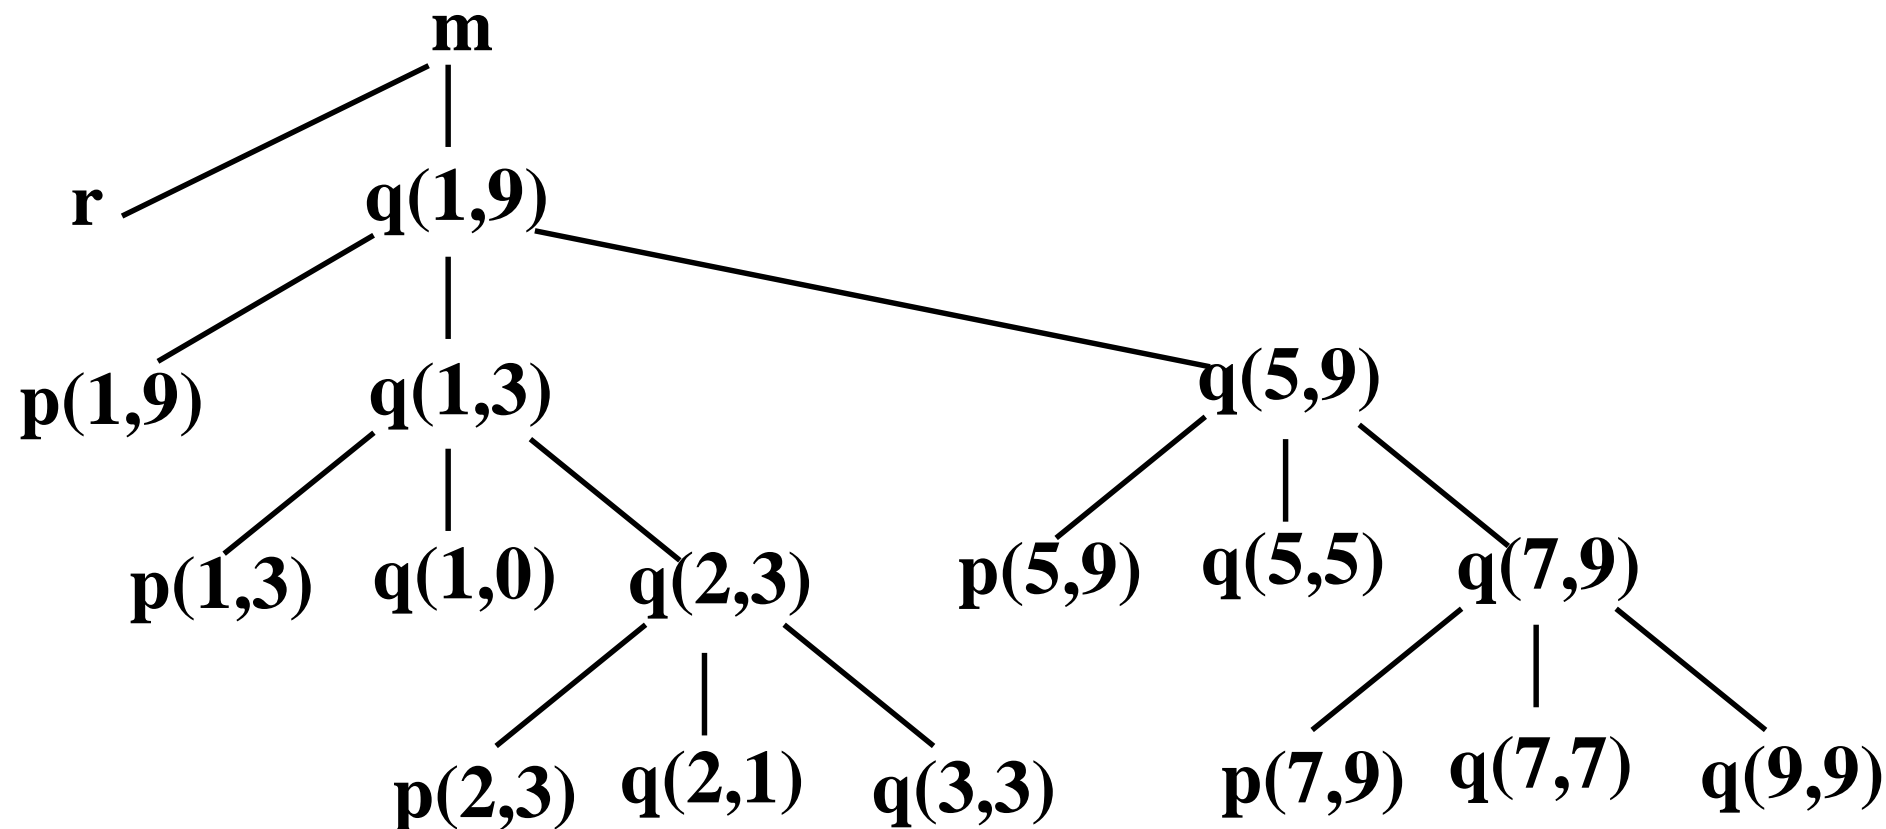 m
r q(1,9)
p(1,9) q(1,3) q(5,9)
p(1,3) q(1,0) q(2,3) p(5,9) q(5,5) q(7,9)
p(2,3) q(2,1) q(3,3) p(7,9) q(7,7) q(9,9)